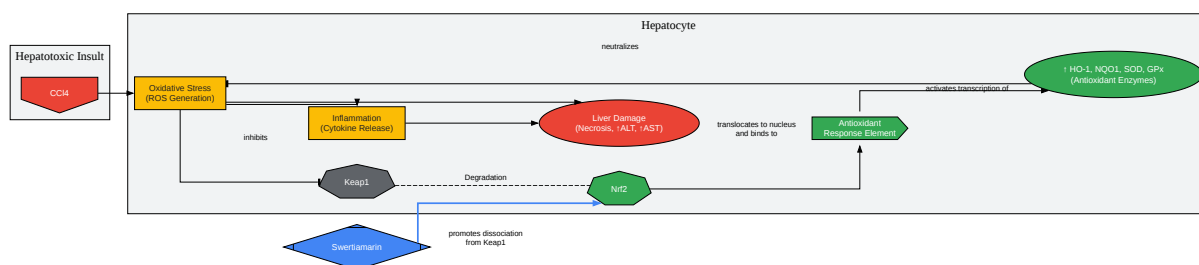 Hepatocyte
Hepatotoxic Insult
CCl4
neutralizes
Oxidative Stress
(ROS Generation)
↑ HO-1, NQO1, SOD, GPx
(Antioxidant Enzymes)
activates transcription of
Inflammation
(Cytokine Release)
Liver Damage
(Necrosis, ↑ALT, ↑AST)
translocates to nucleus
and binds to
Antioxidant
Response Element
inhibits
Keap1
Degradation
Nrf2
Swertiamarin
promotes dissociation
from Keap1